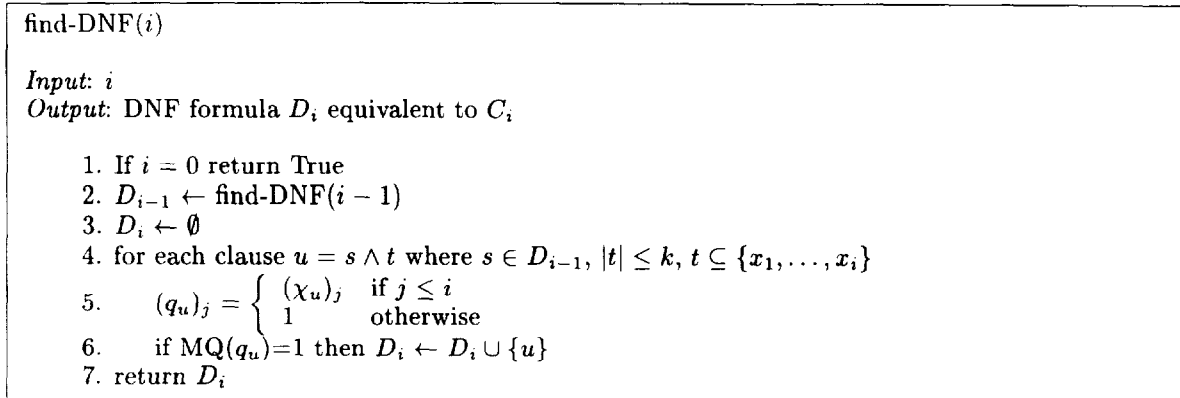 find-DNF(i)
Input: i
Output: DNF formula D_i equivalent to C_i
1. If i = 0 return True
2. D_{i−1} ← find-DNF(i − 1)
3. D_i ← ∅
4. for each clause u = s ∧ t where s ∈ D_{i−1}, |t| ≤ k, t ⊆ {x_1, . . . , x_i}
5. (q_u)_j = { (χ_u)_j if j ≤ i
1 otherwise
6. if MQ(q_u)=1 then D_i ← D_i ∪ {u}
7. return D_i